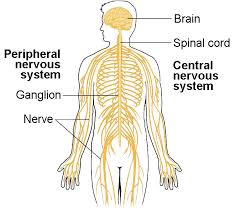 Brain
Spinal cord
Peripheral
nervous
system
Central
nervous
system
Ganglion
Nerve